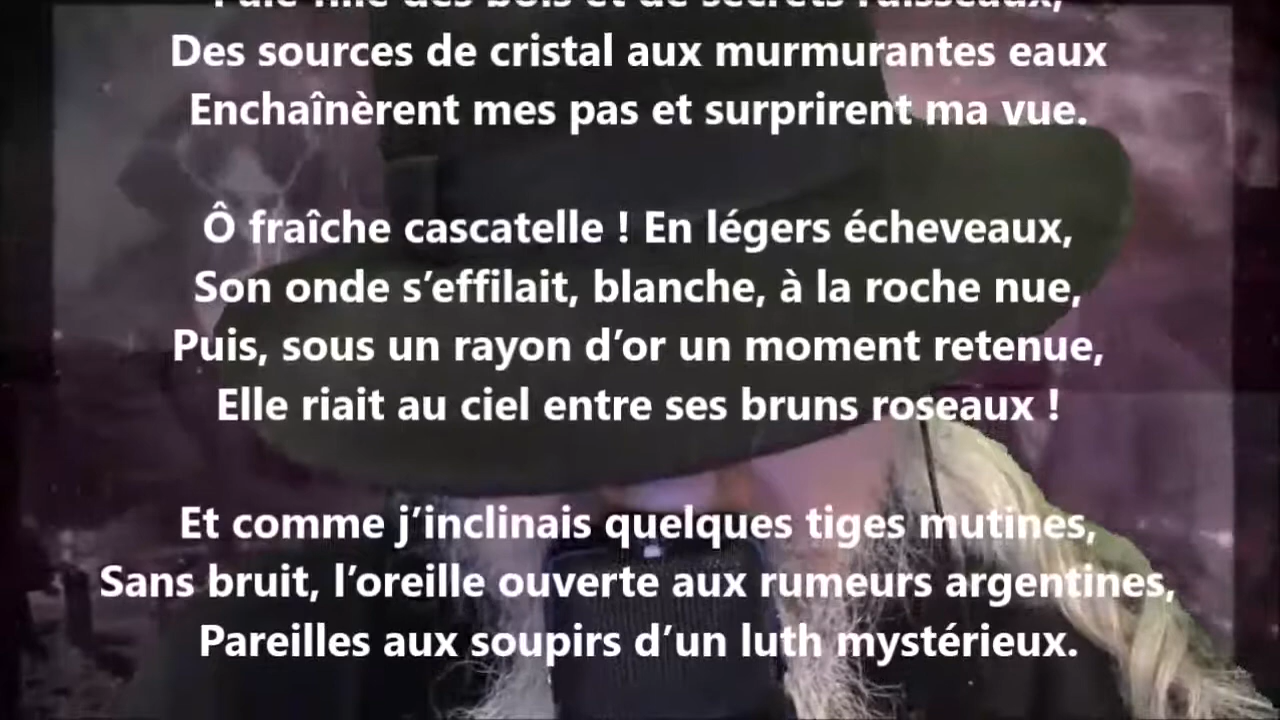 Des sources de cristal aux murmurantes eaux
Enchaînèrent mes pas et surprirent ma vue.
Ô fraîche cascatelle ! En légers écheveaux,
Son onde s’effilait, blanche, à la roche nue,
Puis, sous un rayon d’or un moment retenue,
Elle riait au ciel entre ses bruns roseaux !
Et comme j’inclinais quelques tiges mutines,
Sans bruit, l’oreille ouverte aux rumeurs argentines,
Pareilles aux soupirs d’un luth mystérieux.